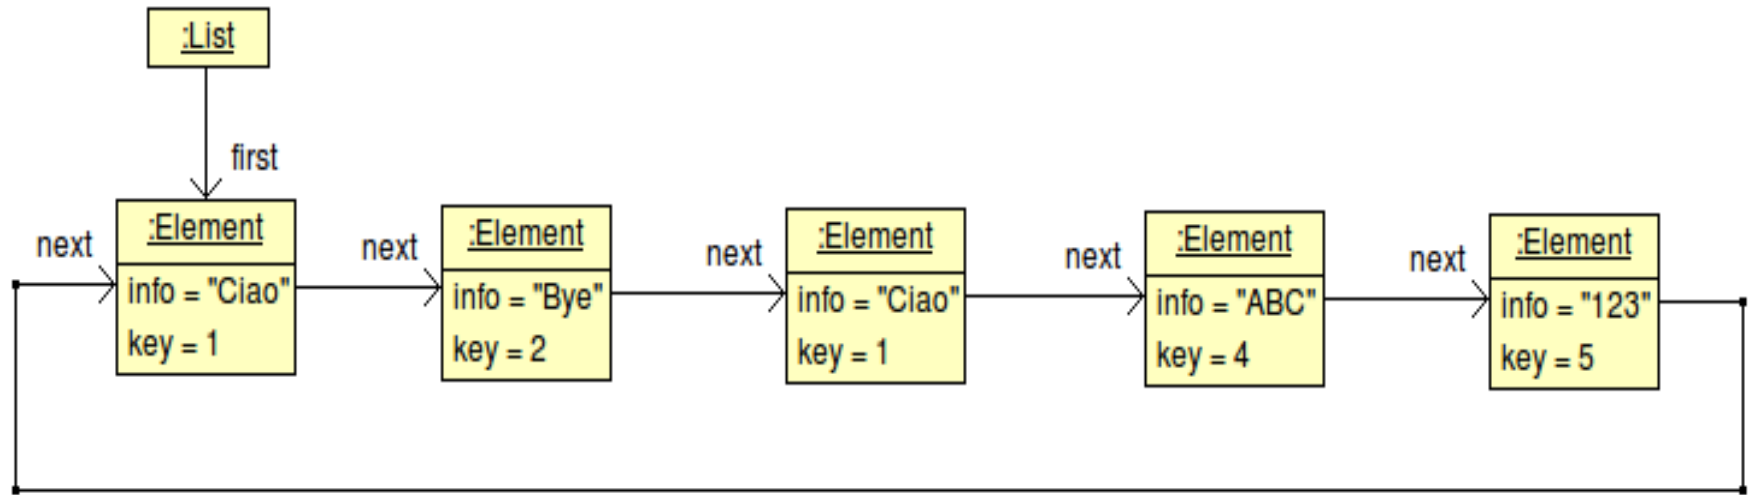 :List
first
next
:Element
info = "Ciao"
key = 1
next
:Element
info = "Bye"
key = 2
next
:Element
info = "Ciao"
key = 1
next
:Element
info = "ABC"
key = 4
next
:Element
info = "123"
key = 5